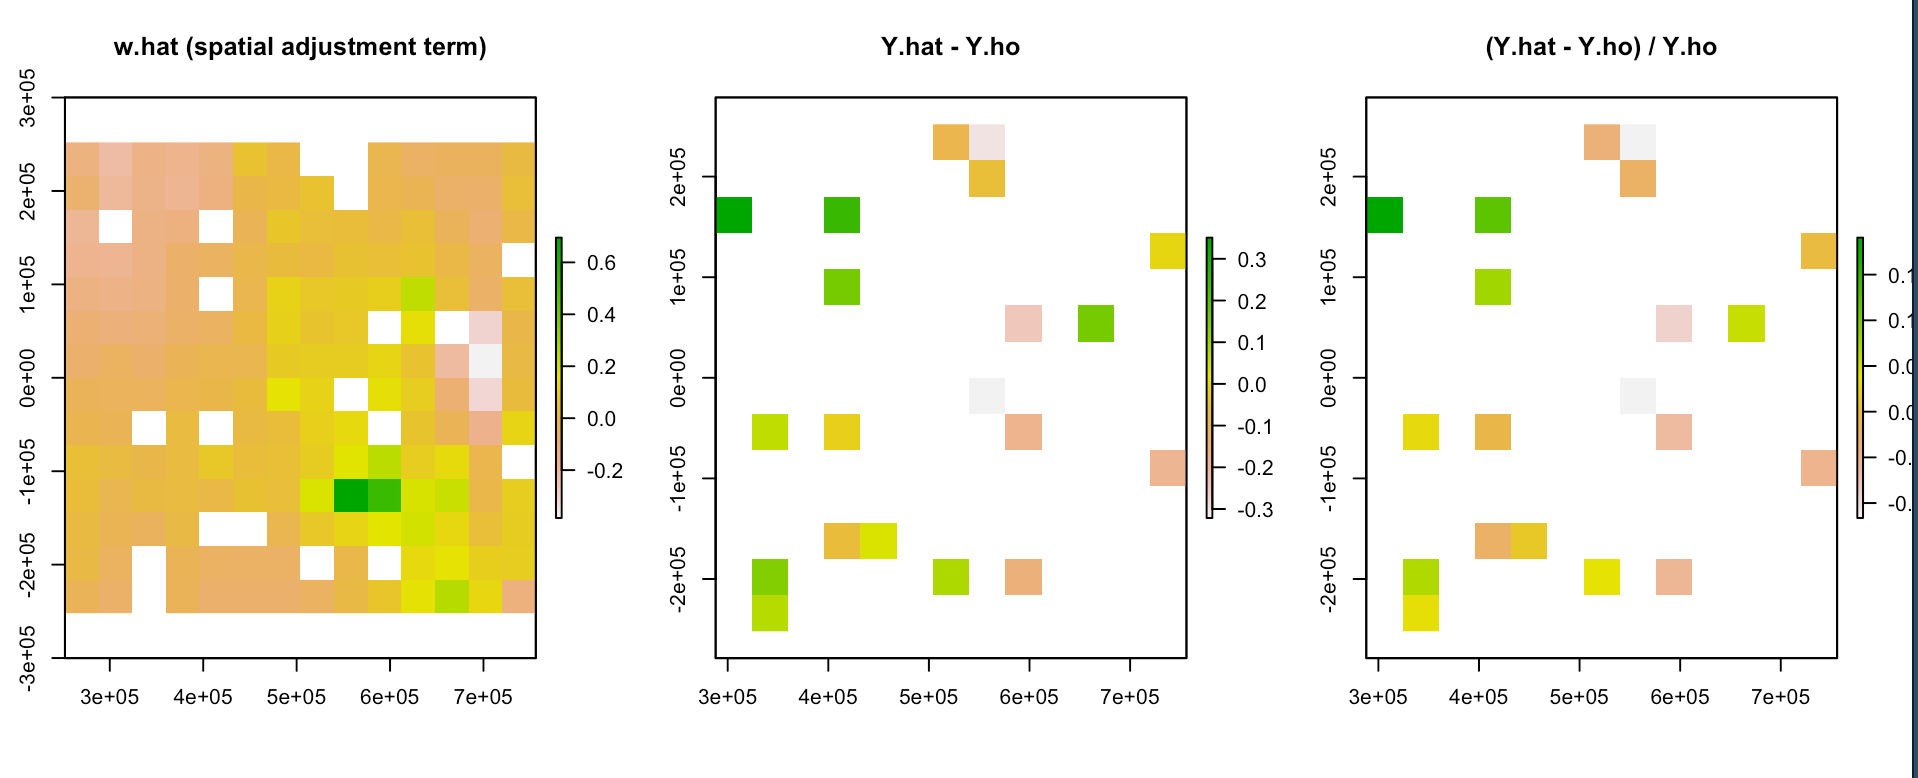 w.hat (spatial adjustment term)
3e+05
2e+05
1e+05
0e+00
-1e+05
-2e+05
-3e+05
3e+05 4e+05 5e+05 6e+05 7e+05
0.6
0.4
0.2
0.0
-0.2
Y.hat - Y.ho
2e+05
1e+05
0e+00
-1e+05
-2e+05
3e+05 4e+05 5e+05 6e+05 7e+05
0.3
0.2
0.1
0.0
-0.1
-0.2
-0.3
(Y.hat - Y.ho) / Y.ho
2e+05
1e+05
0e+00
-1e+05
-2e+05
3e+05 4e+05 5e+05 6e+05 7e+05